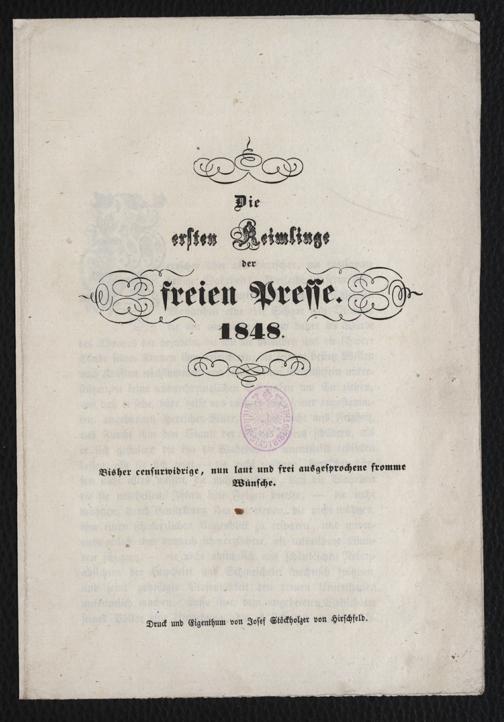 Die
ersten Keimlinge
der
freien Presse.
1848.
Bisher censurwidrige, nun laut und frei ausgesprochene fromme
Wünsche.
Druck und Eigenthum von Josef Stöckholzer von Hirschfeld.